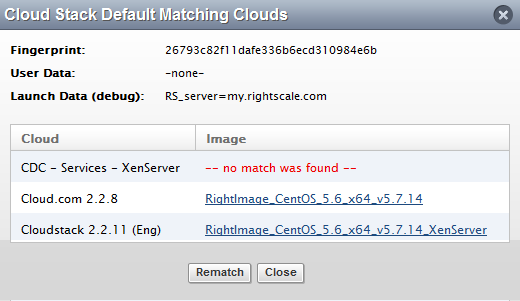 Cloud Stack Default Matching Clouds
Fingerprint: 26793c82f11dafe336b6ecd310984e6b
User Data: -none-
Launch Data (debug): RS_server=my.rightscale.com
Cloud Image
CDC - Services - XenServer -- no match was found --
Cloud.com 2.2.8 RightImage_CentOS_5.6_x64_v5.7.14
Cloudstack 2.2.11 (Eng) RightImage_CentOS_5.6_x64_v5.7.14_XenServer
Rematch Close